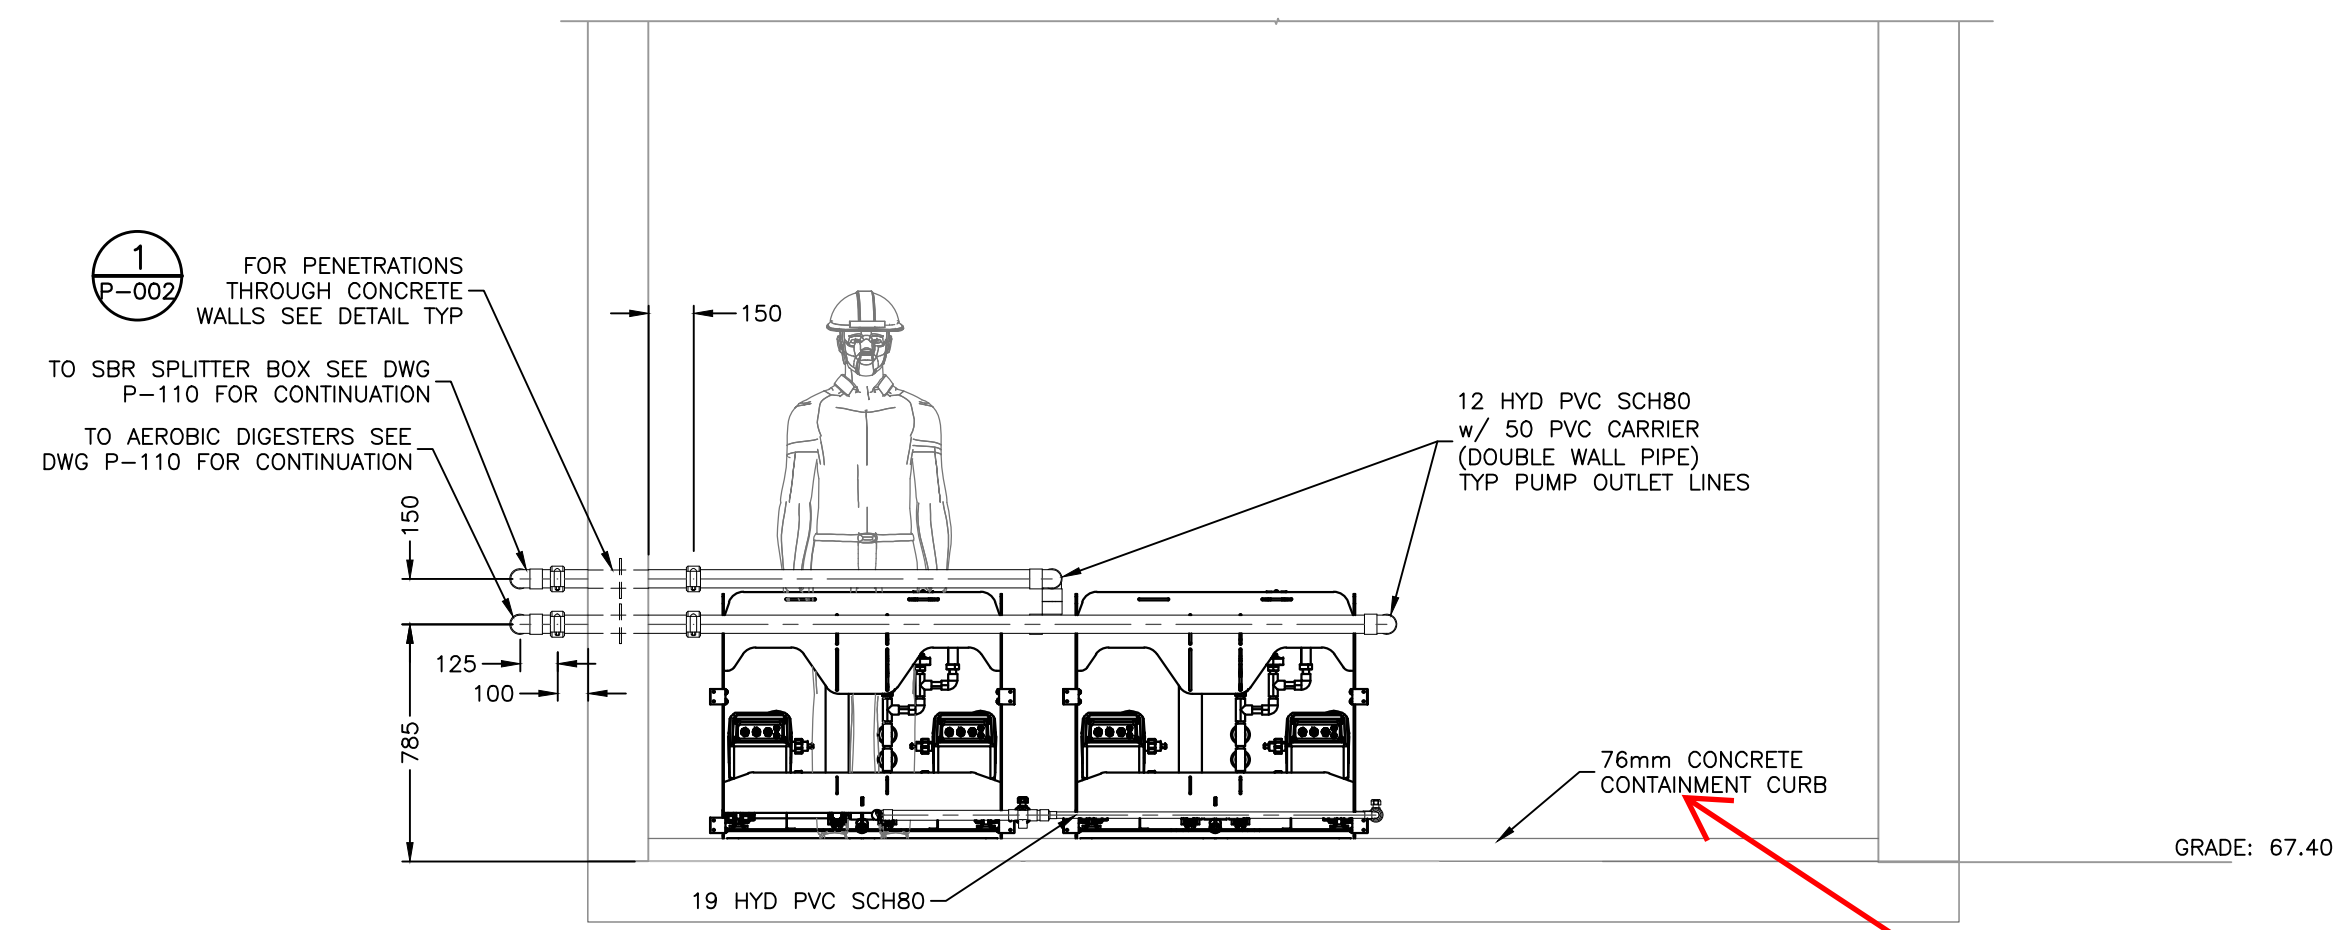 1
P-002
FOR PENETRATIONS
THROUGH CONCRETE
WALLS SEE DETAIL TYP
150
TO SBR SPLITTER BOX SEE DWG
P-110 FOR CONTINUATION
TO AEROBIC DIGESTERS SEE
DWG P-110 FOR CONTINUATION
12 HYD PVC SCH80
w/ 50 PVC CARRIER
(DOUBLE WALL PIPE)
TYP PUMP OUTLET LINES
150
125
100
785
76mm CONCRETE
CONTAINMENT CURB
GRADE: 67.40
19 HYD PVC SCH80